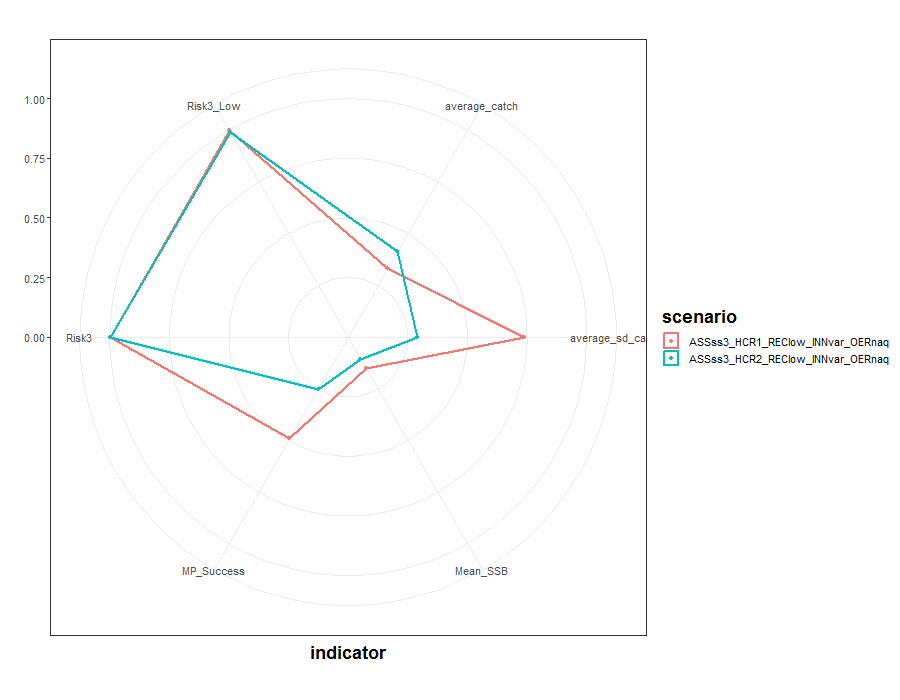 1.00
0.75
0.50
0.25
0.00
Risk3_Low
average_catch
Risk3
average_sd_ca
MP_Success
Mean_SSB
indicator
scenario
ASSss3_HCR1_REClow_INNvar_OERnaq
ASSss3_HCR2_REClow_INNvar_OERnaq